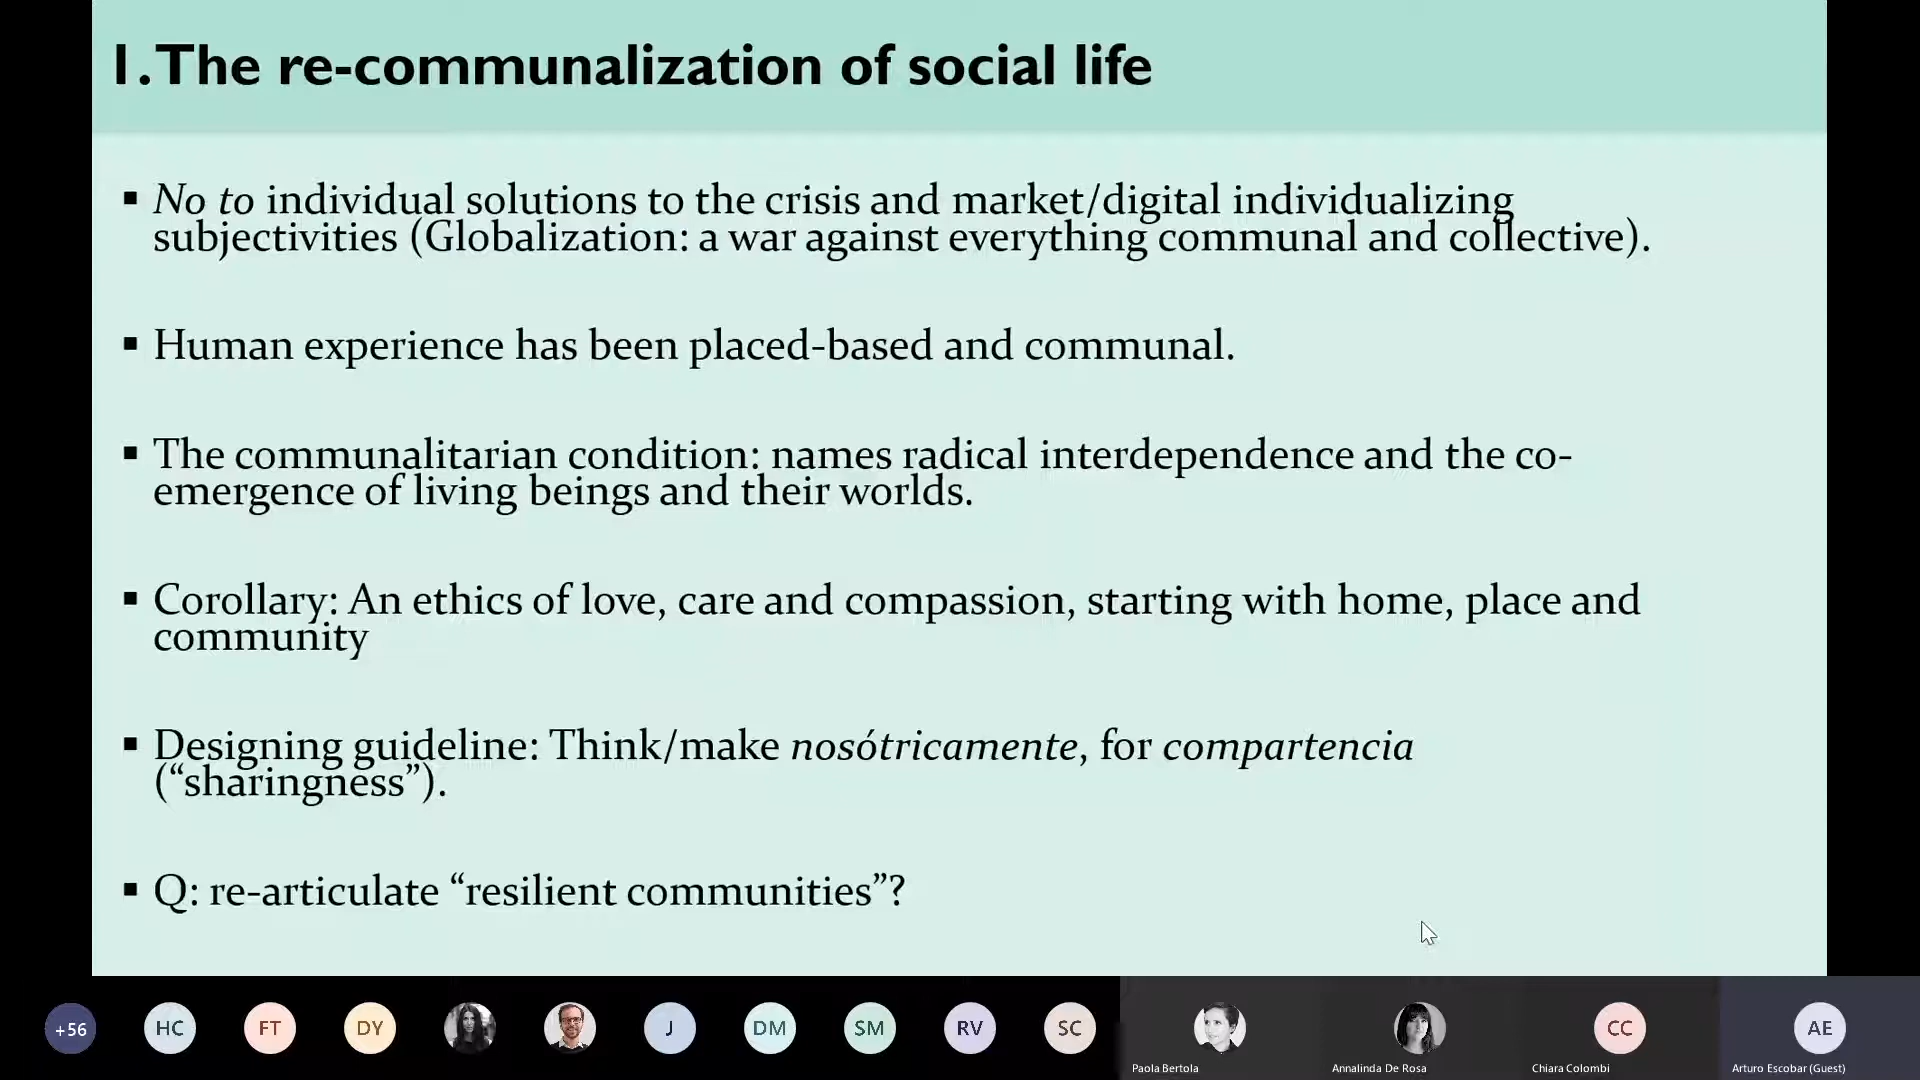 1. The re-communalization of social life
▪ No to individual solutions to the crisis and market/digital individualizing
subjectivities (Globalization: a war against everything communal and collective).
▪ Human experience has been placed-based and communal.
▪ The communalitarian condition: names radical interdependence and the co-
emergence of living beings and their worlds.
▪ Corollary: An ethics of love, care and compassion, starting with home, place and
community
▪ Designing guideline: Think/make nosótricamente, for compartencia
(“sharingness”).
▪ Q: re-articulate “resilient communities”?
+56
HC
FT
DY
J
DM
SM
RV
SC
CC
AE
Paola Bertola
Annalinda De Rosa
Chiara Colombi
Arturo Escobar (Guest)